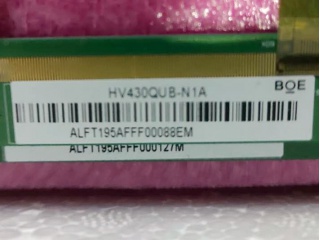 HV430QUB-N1A
BOE
ALFT195AFFF00088EM
ALFT195AFFF000127M